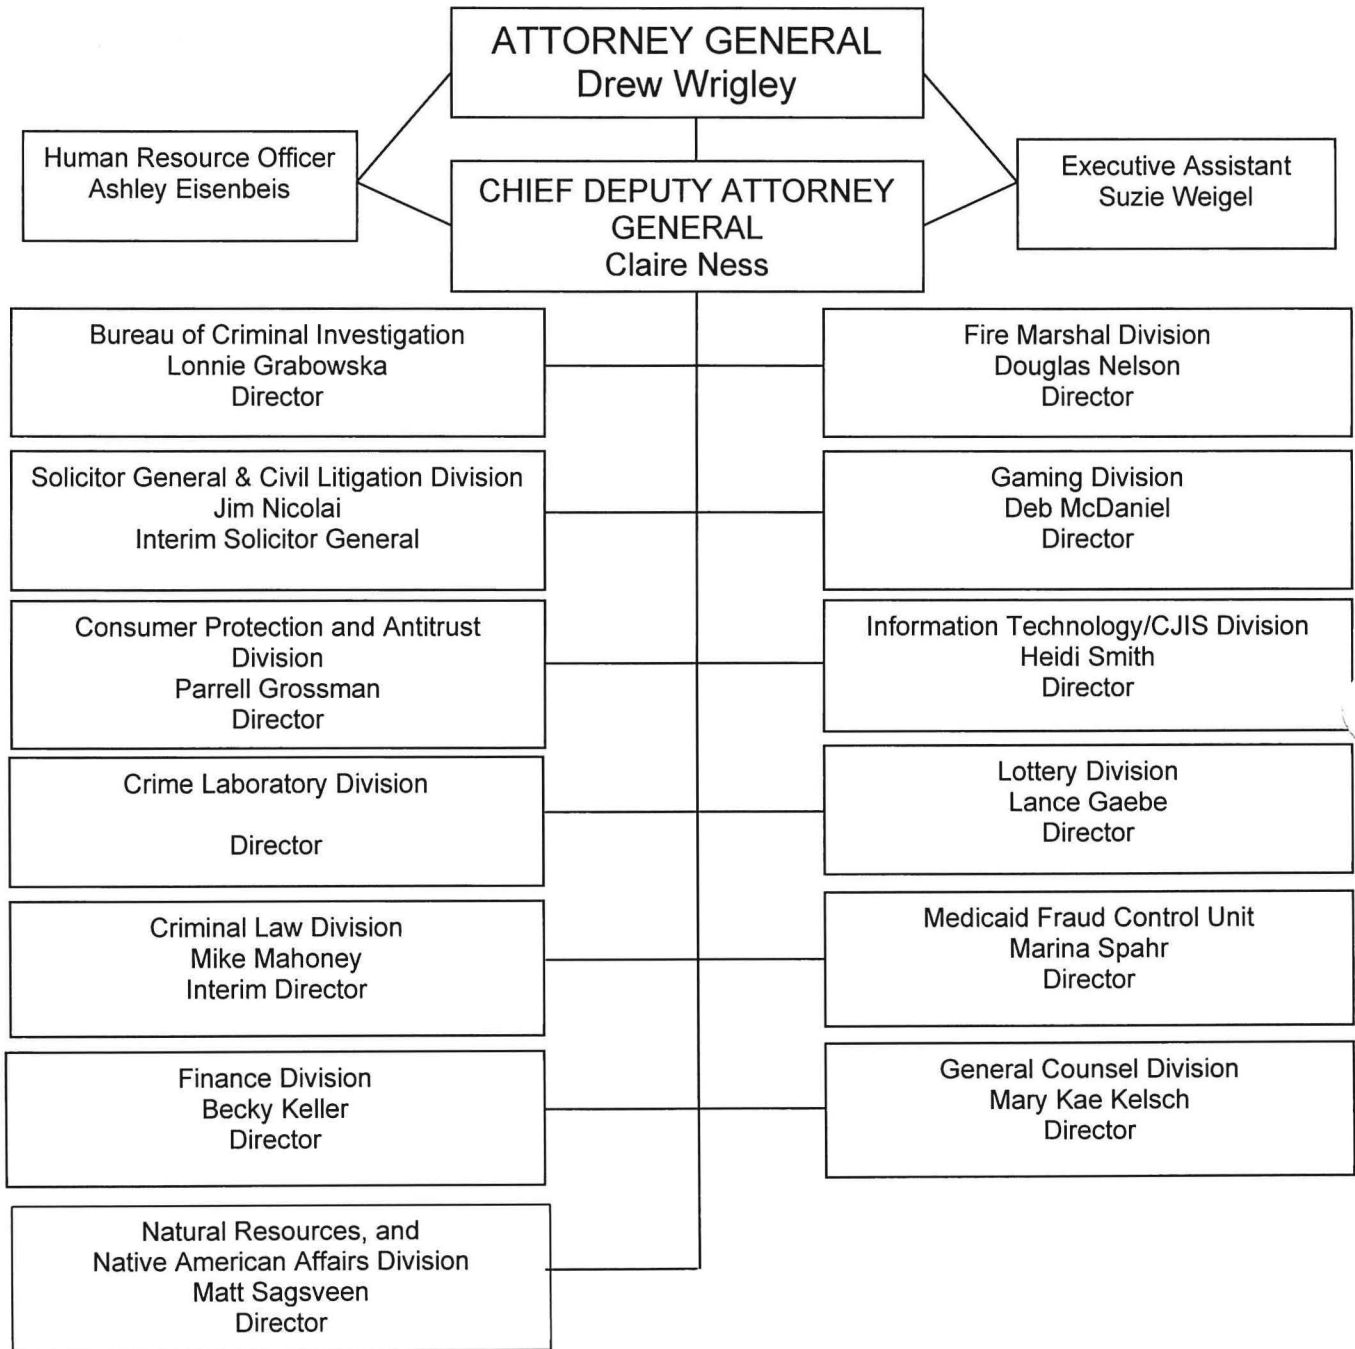 ATTORNEY GENERAL
Drew Wrigley
Human Resource Officer
Ashley Eisenbeis
Executive Assistant
Suzie Weigel
CHIEF DEPUTY ATTORNEY
GENERAL
Claire Ness
Bureau of Criminal Investigation
Lonnie Grabowska
Director
Fire Marshal Division
Douglas Nelson
Director
Solicitor General & Civil Litigation Division
Jim Nicolai
Interim Solicitor General
Gaming Division
Deb McDaniel
Director
Consumer Protection and Antitrust
Division
Parrell Grossman
Director
Information Technology/CJIS Division
Heidi Smith
Director
Crime Laboratory Division
Director
Lottery Division
Lance Gaebe
Director
Criminal Law Division
Mike Mahoney
Interim Director
Medicaid Fraud Control Unit
Marina Spahr
Director
Finance Division
Becky Keller
Director
General Counsel Division
Mary Kae Kelsch
Director
Natural Resources, and
Native American Affairs Division
Matt Sagsveen
Director